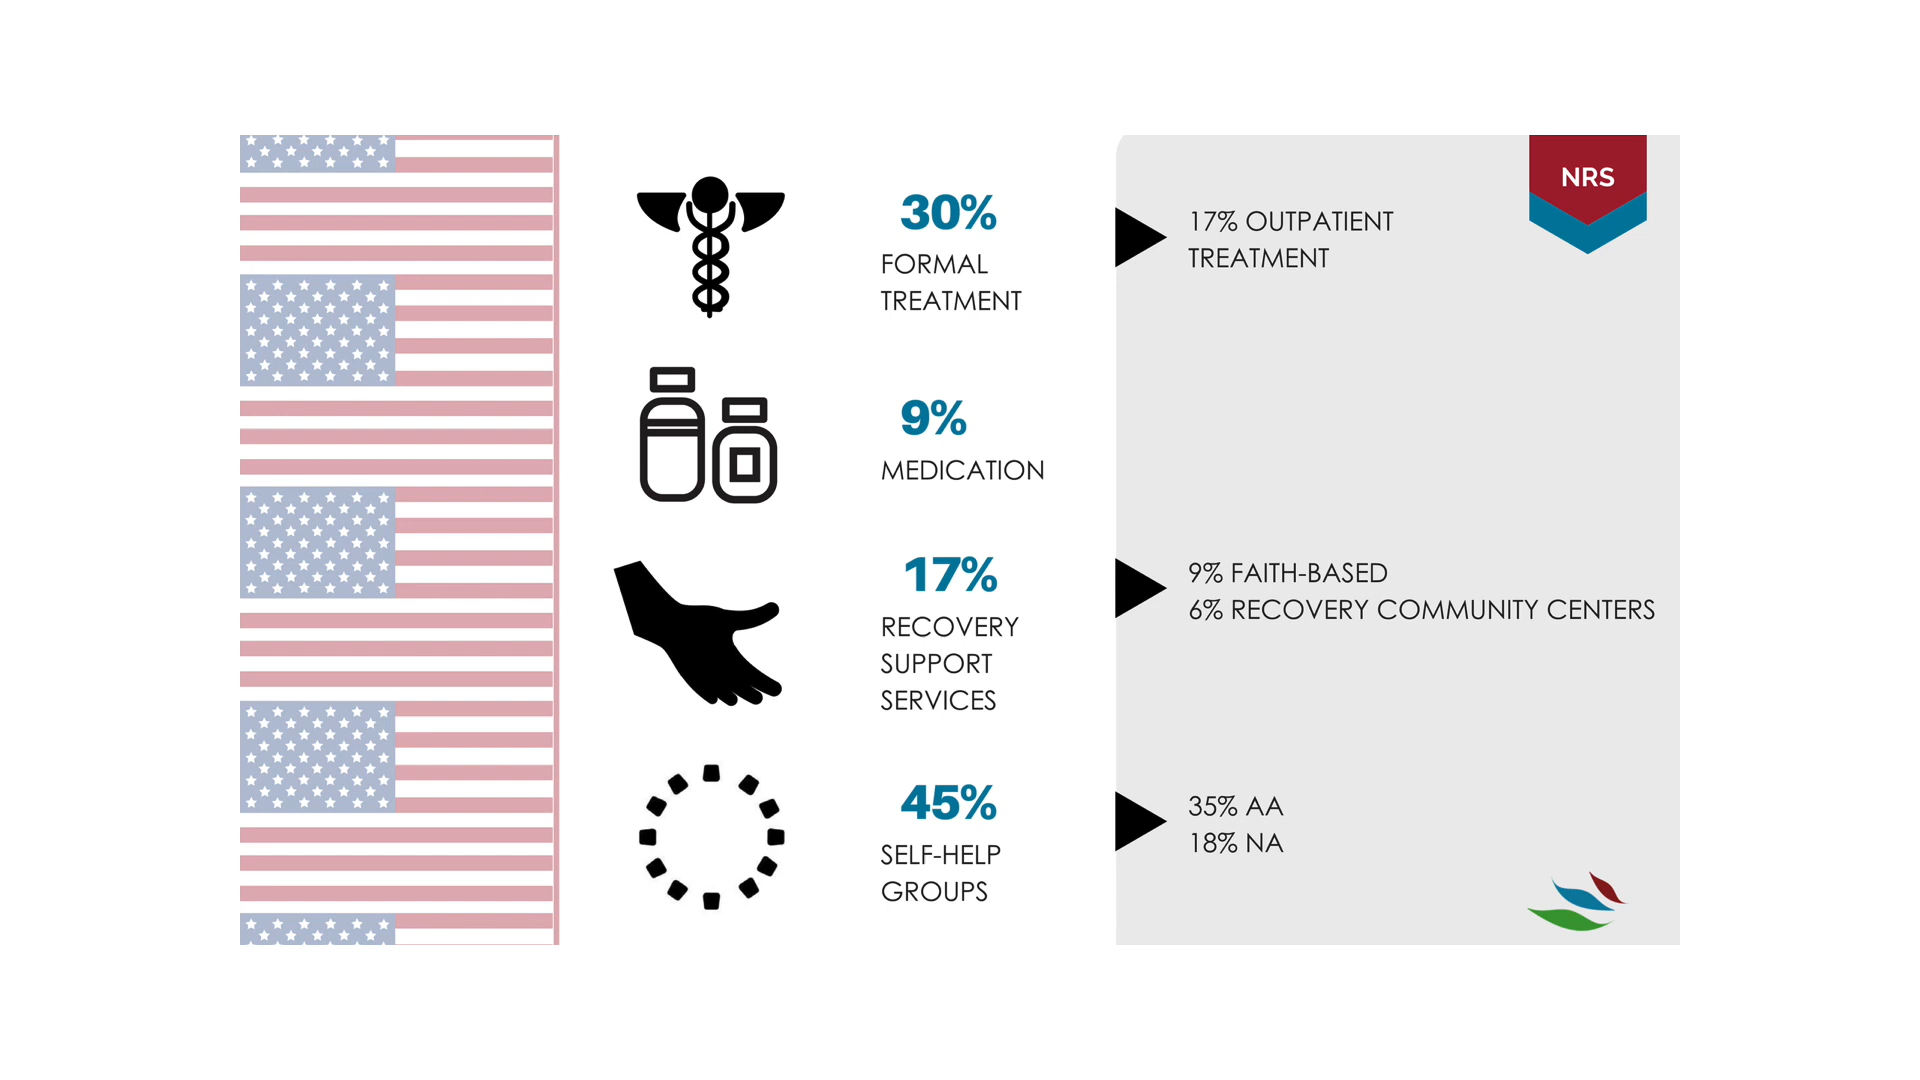 NRS
30%
FORMAL
TREATMENT
17% OUTPATIENT
TREATMENT
9%
MEDICATION
17%
RECOVERY
SUPPORT
SERVICES
9% FAITH-BASED
6% RECOVERY COMMUNITY CENTERS
45%
SELF-HELP
GROUPS
35% AA
18% NA